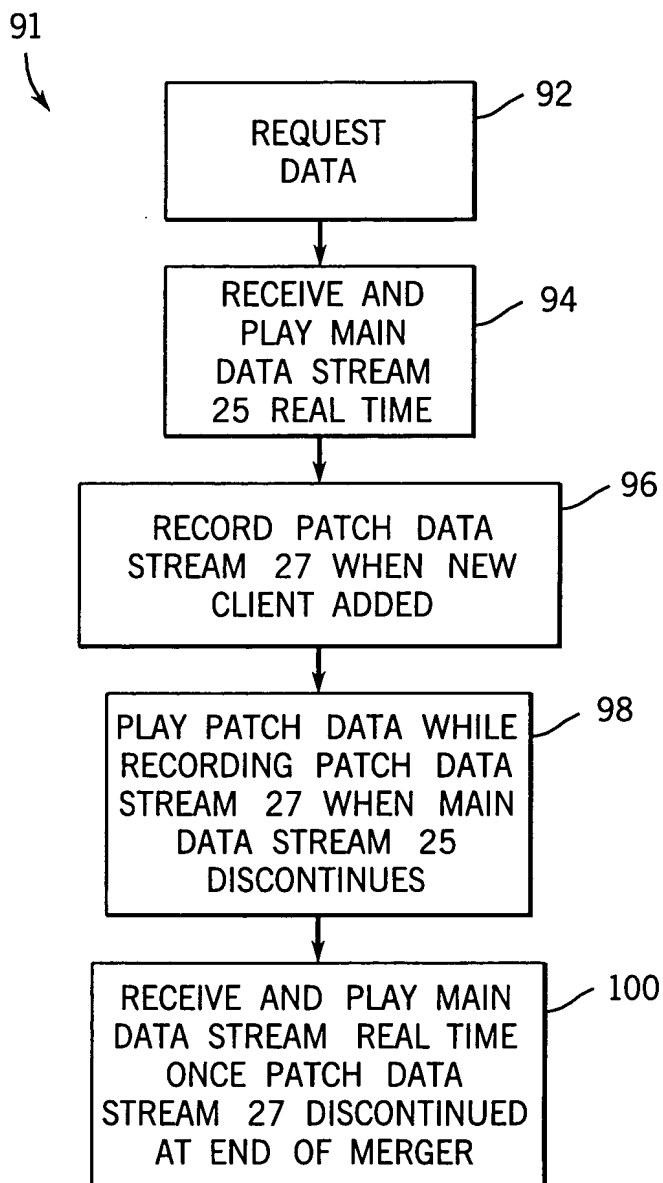 91
92
REQUEST
DATA
94
RECEIVE AND
PLAY MAIN
DATA STREAM
25 REAL TIME
96
RECORD PATCH DATA
STREAM 27 WHEN NEW
CLIENT ADDED
98
PLAY PATCH DATA WHILE
RECORDING PATCH DATA
STREAM 27 WHEN MAIN
DATA STREAM 25
DISCONTINUES
100
RECEIVE AND PLAY MAIN
DATA STREAM REAL TIME
ONCE PATCH DATA
STREAM 27 DISCONTINUED
AT END OF MERGER